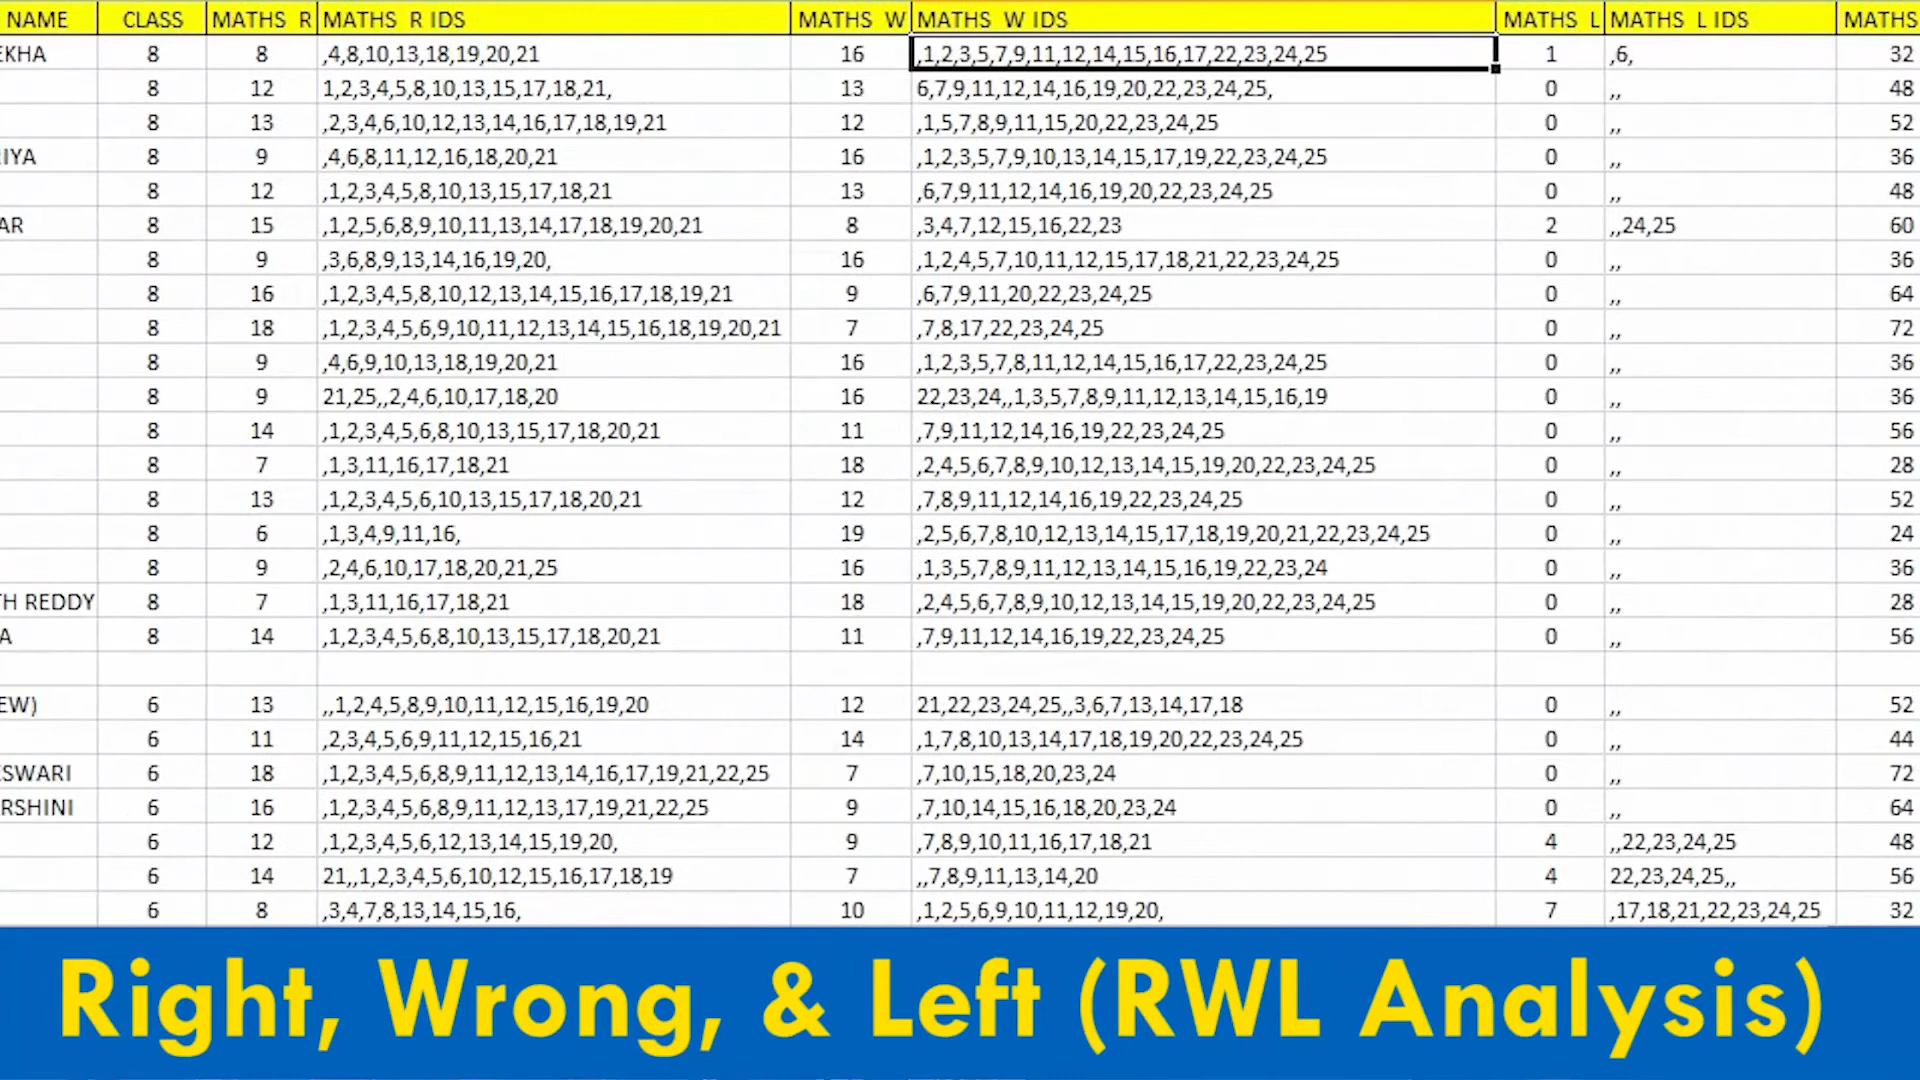 NAME CLASS MATHS R MATHS R IDS MATHS W MATHS W IDS MATHS L MATHS L IDS MATHS
EKHA 8 8 ,4,8,10,13,18,19,20,21 16 ,1,2,3,5,7,9,11,12,14,15,16,17,22,23,24,25 1 ,6, 32
8 12 1,2,3,4,5,8,10,13,15,17,18,21, 13 6,7,9,11,12,14,16,19,20,22,23,24,25, 0 ,, 48
8 13 ,2,3,4,6,10,12,13,14,16,17,18,19,21 12 ,1,5,7,8,9,11,15,20,22,23,24,25 0 ,, 52
RIYA 8 9 ,4,6,8,11,12,16,18,20,21 16 ,1,2,3,5,7,9,10,13,14,15,17,19,22,23,24,25 0 ,, 36
8 12 ,1,2,3,4,5,8,10,13,15,17,18,21 13 ,6,7,9,11,12,14,16,19,20,22,23,24,25 0 ,, 48
AR 8 15 ,1,2,5,6,8,9,10,11,13,14,17,18,19,20,21 8 ,3,4,7,12,15,16,22,23 2 ,,24,25 60
8 9 ,3,6,8,9,13,14,16,19,20, 16 ,1,2,4,5,7,10,11,12,15,17,18,21,22,23,24,25 0 ,, 36
8 16 ,1,2,3,4,5,8,10,12,13,14,15,16,17,18,19,21 9 ,6,7,9,11,20,22,23,24,25 0 ,, 64
8 18 ,1,2,3,4,5,6,9,10,11,12,13,14,15,16,18,19,20,21 7 ,7,8,17,22,23,24,25 0 ,, 72
8 9 ,4,6,9,10,13,18,19,20,21 16 ,1,2,3,5,7,8,11,12,14,15,16,17,22,23,24,25 0 ,, 36
8 9 21,25,,2,4,6,10,17,18,20 16 22,23,24,,1,3,5,7,8,9,11,12,13,14,15,16,19 0 ,, 36
8 14 ,1,2,3,4,5,6,8,10,13,15,17,18,20,21 11 ,7,9,11,12,14,16,19,22,23,24,25 0 ,, 56
8 7 ,1,3,11,16,17,18,21 18 ,2,4,5,6,7,8,9,10,12,13,14,15,19,20,22,23,24,25 0 ,, 28
8 13 ,1,2,3,4,5,6,10,13,15,17,18,20,21 12 ,7,8,9,11,12,14,16,19,22,23,24,25 0 ,, 52
8 6 ,1,3,4,9,11,16, 19 ,2,5,6,7,8,10,12,13,14,15,17,18,19,20,21,22,23,24,25 0 ,, 24
8 9 ,2,4,6,10,17,18,20,21,25 16 ,1,3,5,7,8,9,11,12,13,14,15,16,19,22,23,24 0 ,, 36
TH REDDY 8 7 ,1,3,11,16,17,18,21 18 ,2,4,5,6,7,8,9,10,12,13,14,15,19,20,22,23,24,25 0 ,, 28
A 8 14 ,1,2,3,4,5,6,8,10,13,15,17,18,20,21 11 ,7,9,11,12,14,16,19,22,23,24,25 0 ,, 56
EW) 6 13 ,,1,2,4,5,8,9,10,11,12,15,16,19,20 12 21,22,23,24,25,,3,6,7,13,14,17,18 0 ,, 52
6 11 ,2,3,4,5,6,9,11,12,15,16,21 14 ,1,7,8,10,13,14,17,18,19,20,22,23,24,25 0 ,, 44
ESWARI 6 18 ,1,2,3,4,5,6,8,9,11,12,13,14,16,17,19,21,22,25 7 ,7,10,15,18,20,23,24 0 ,, 72
RSHINI 6 16 ,1,2,3,4,5,6,8,9,11,12,13,17,19,21,22,25 9 ,7,10,14,15,16,18,20,23,24 0 ,, 64
6 12 ,1,2,3,4,5,6,12,13,14,15,19,20, 9 ,7,8,9,10,11,16,17,18,21 4 ,,22,23,24,25 48
6 14 21,,1,2,3,4,5,6,10,12,15,16,17,18,19 7 ,,7,8,9,11,13,14,20 4 22,23,24,25,, 56
6 8 ,3,4,7,8,13,14,15,16, 10 ,1,2,5,6,9,10,11,12,19,20, 7 ,17,18,21,22,23,24,25 32
Right, Wrong, & Left (RWL Analysis)